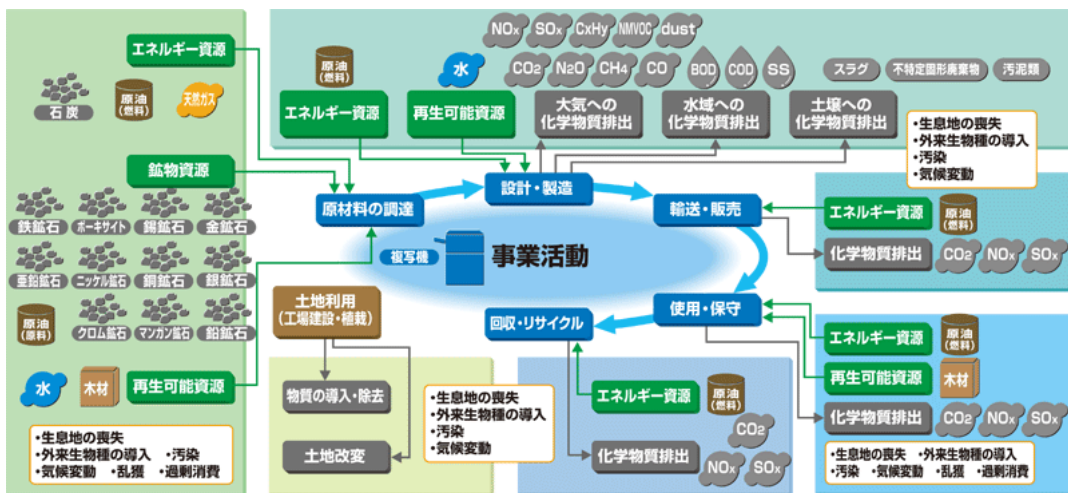 エネルギー資源
石炭
原油
(燃料)
天然ガス
鉱物資源
鉄鉱石
ボーキサイト
錫鉱石
金鉱石
亜鉛鉱石
ニッケル鉱石
銅鉱石
銀鉱石
原油
(原料)
クロム鉱石
マンガン鉱石
鉛鉱石
水
木材
再生可能資源
・生息地の喪失
・外来生物種の導入 ・汚染
・気候変動 ・乱獲 ・過剰消費
原油
(燃料)
エネルギー資源
水
再生可能資源
NOx
SOx
CxHy
NMVOC
dust
CO2
N2O
CH4
CO
BOD
COD
SS
スラグ
不特定固形廃棄物
汚泥類
大気への
化学物質排出
水域への
化学物質排出
土壌への
化学物質排出
・生息地の喪失
・外来生物種の導入
・汚染
・気候変動
原材料の調達
設計・製造
輸送・販売
複写機
事業活動
使用・保守
回収・リサイクル
エネルギー資源
原油
(燃料)
化学物質排出
CO2
NOx
SOx
エネルギー資源
原油
(燃料)
再生可能資源
木材
化学物質排出
CO2
NOx
SOx
・生息地の喪失 ・外来生物種の導入
・汚染 ・気候変動 ・乱獲 ・過剰消費
土地利用
(工場建設・植栽)
物質の導入・除去
土地改変
・生息地の喪失
・外来生物種の導入
・汚染
・気候変動
エネルギー資源
原油
(燃料)
化学物質排出
CO2
NOx
SOx